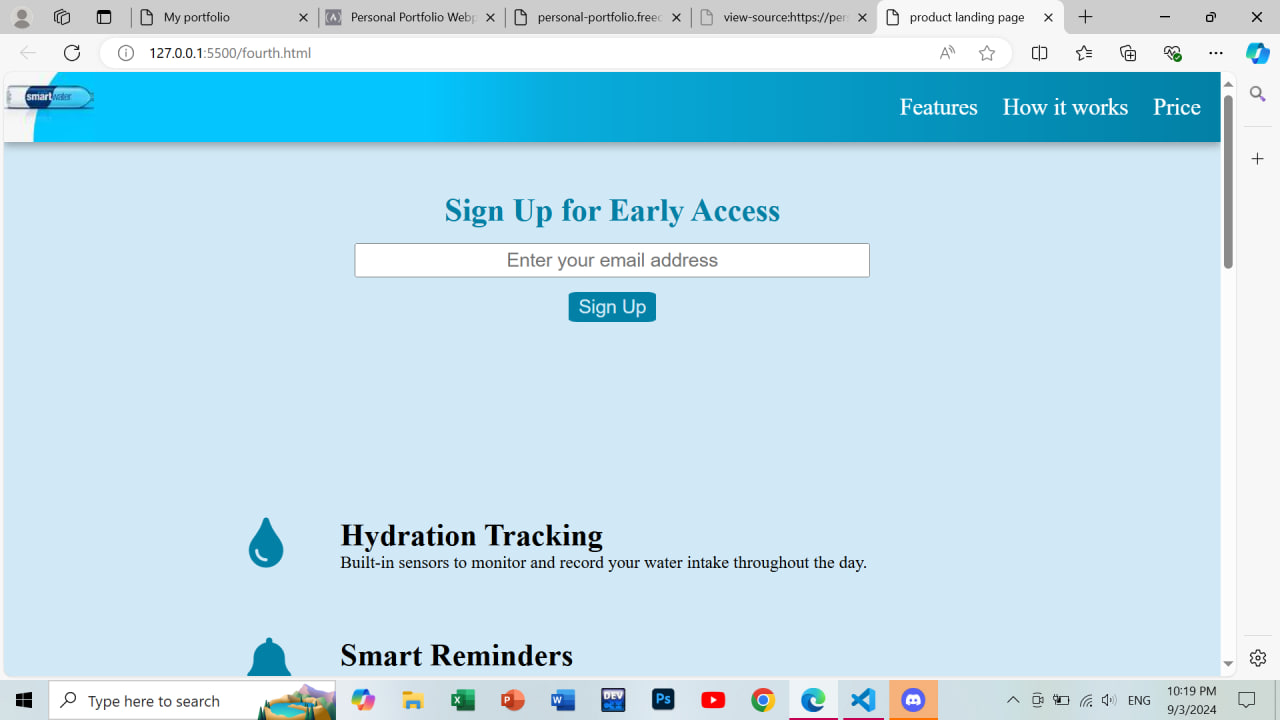 My portfolio
Personal Portfolio Webp
personal-portfolio.freec
view-source:https://per
product landing page
127.0.0.1:5500/fourth.html
smartwater
Features How it works Price
Sign Up for Early Access
Enter your email address
Sign Up
Hydration Tracking
Built-in sensors to monitor and record your water intake throughout the day.
Smart Reminders
Type here to search
DEV
C++
Ps
ENG
10:19 PM
9/3/2024